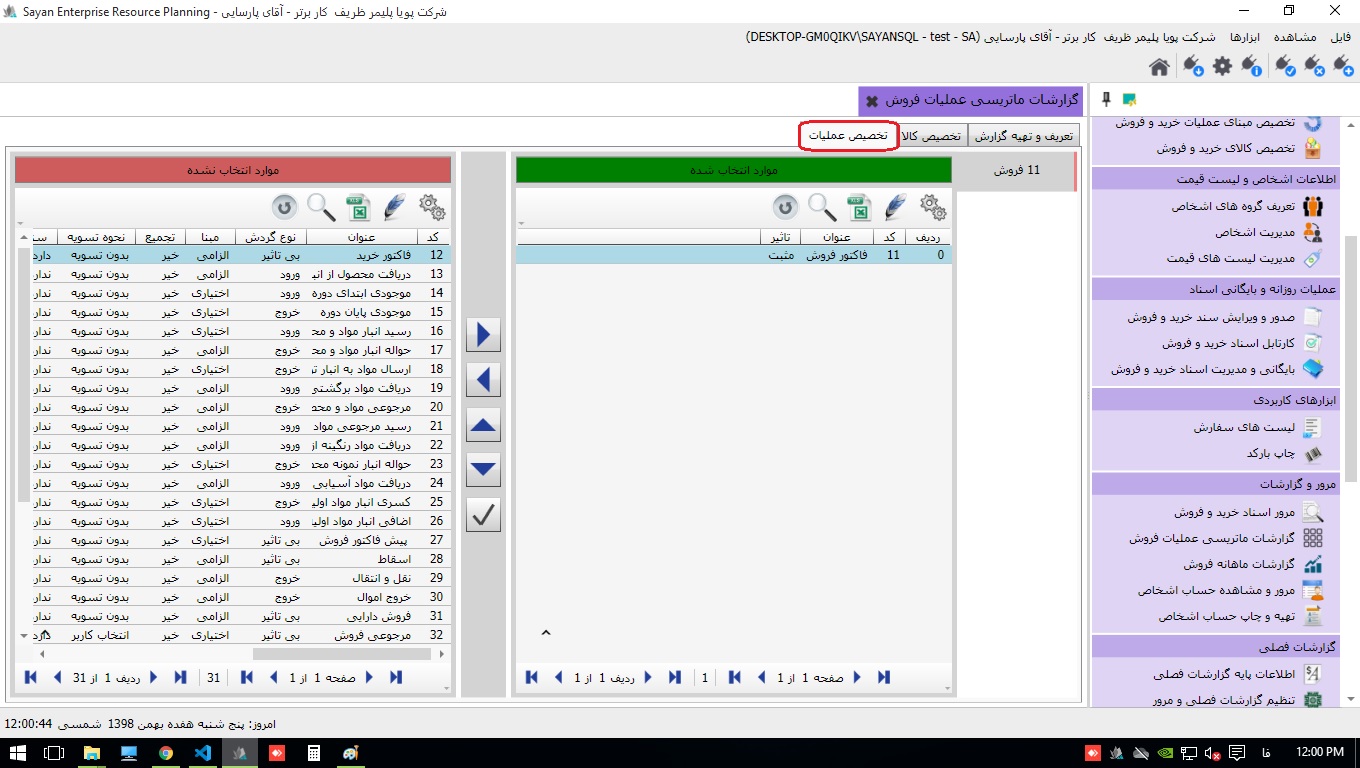 شرکت پویا پلیمر ظریف کار برتر - آقای پارسایی - Sayan Enterprise Resource Planning
فایل مشاهده ابزارها شرکت پویا پلیمر ظریف کار برتر - آقای پارسایی (DESKTOP-GM0QIKV\SAYANSQL - test - SA)
گزارشات ماتریسی عملیات فروش
تعریف و تهیه گزارش تخصیص کالا تخصیص عملیات
تخصیص مبنای عملیات خرید و فروش
تخصیص کالای خرید و فروش
اطلاعات اشخاص و لیست قیمت
تعریف گروه های اشخاص
مدیریت اشخاص
مدیریت لیست های قیمت
عملیات روزانه و بایگانی اسناد
صدور و ویرایش سند خرید و فروش
کارتابل اسناد خرید و فروش
بایگانی و مدیریت اسناد خرید و فروش
ابزارهای کاربردی
لیست های سفارش
چاپ بارکد
مرور و گزارشات
مرور اسناد خرید و فروش
گزارشات ماتریسی عملیات فروش
گزارشات ماهانه فروش
مرور و مشاهده حساب اشخاص
تهیه و چاپ حساب اشخاص
گزارشات فصلی
اطلاعات پایه گزارشات فصلی
تنظیم گزارشات فصلی و مرور
11 فروش
موارد انتخاب شده
ردیف کد عنوان تاثیر
0 11 فاکتور فروش مثبت
صفحه 1 از 1 1 ردیف 1 از 1
موارد انتخاب نشده
کد عنوان نوع گردش مبنا تجمیع نحوه تسویه سند
12 فاکتور خرید بی تاثیر الزامی خیر بدون تسویه دارد
13 دریافت محصول از انبا ورود الزامی خیر بدون تسویه ندار
14 موجودی ابتدای دوره ورود اختیاری خیر بدون تسویه ندار
15 موجودی پایان دوره خروج اختیاری خیر بدون تسویه ندار
16 رسید انبار مواد و مح ورود اختیاری خیر بدون تسویه ندار
17 حواله انبار مواد و مح خروج الزامی خیر بدون تسویه ندار
18 ارسال مواد به انبار تو خروج الزامی خیر بدون تسویه ندار
19 دریافت مواد برگشتی ورود الزامی خیر بدون تسویه ندار
20 مرجوعی مواد و محص خروج الزامی خیر بدون تسویه ندار
21 رسید مرجوعی مواد ورود الزامی خیر بدون تسویه ندار
22 دریافت مواد رنگینه از ورود الزامی خیر بدون تسویه ندار
23 حواله انبار نمونه مح خروج اختیاری خیر بدون تسویه ندار
24 دریافت مواد آسیابی ورود الزامی خیر بدون تسویه ندار
25 کسری انبار مواد اولی خروج اختیاری خیر بدون تسویه ندار
26 اضافی انبار مواد اولی ورود اختیاری خیر بدون تسویه ندار
27 پیش فاکتور فروش بی تاثیر اختیاری خیر بدون تسویه ندار
28 اسقاط بی تاثیر الزامی خیر بدون تسویه ندار
29 نقل و انتقال خروج الزامی خیر بدون تسویه ندار
30 خروج اموال خروج الزامی خیر بدون تسویه ندار
31 فروش دارایی بی تاثیر الزامی خیر بدون تسویه ندار
32 مرجوعی فروش بی تاثیر اختیاری خیر انتخاب کاربر دارد
صفحه 1 از 1 31 ردیف 1 از 31
امروز: پنج شنبه هفده بهمن 1398 شمسی 12:00:44
فا 12:00 PM